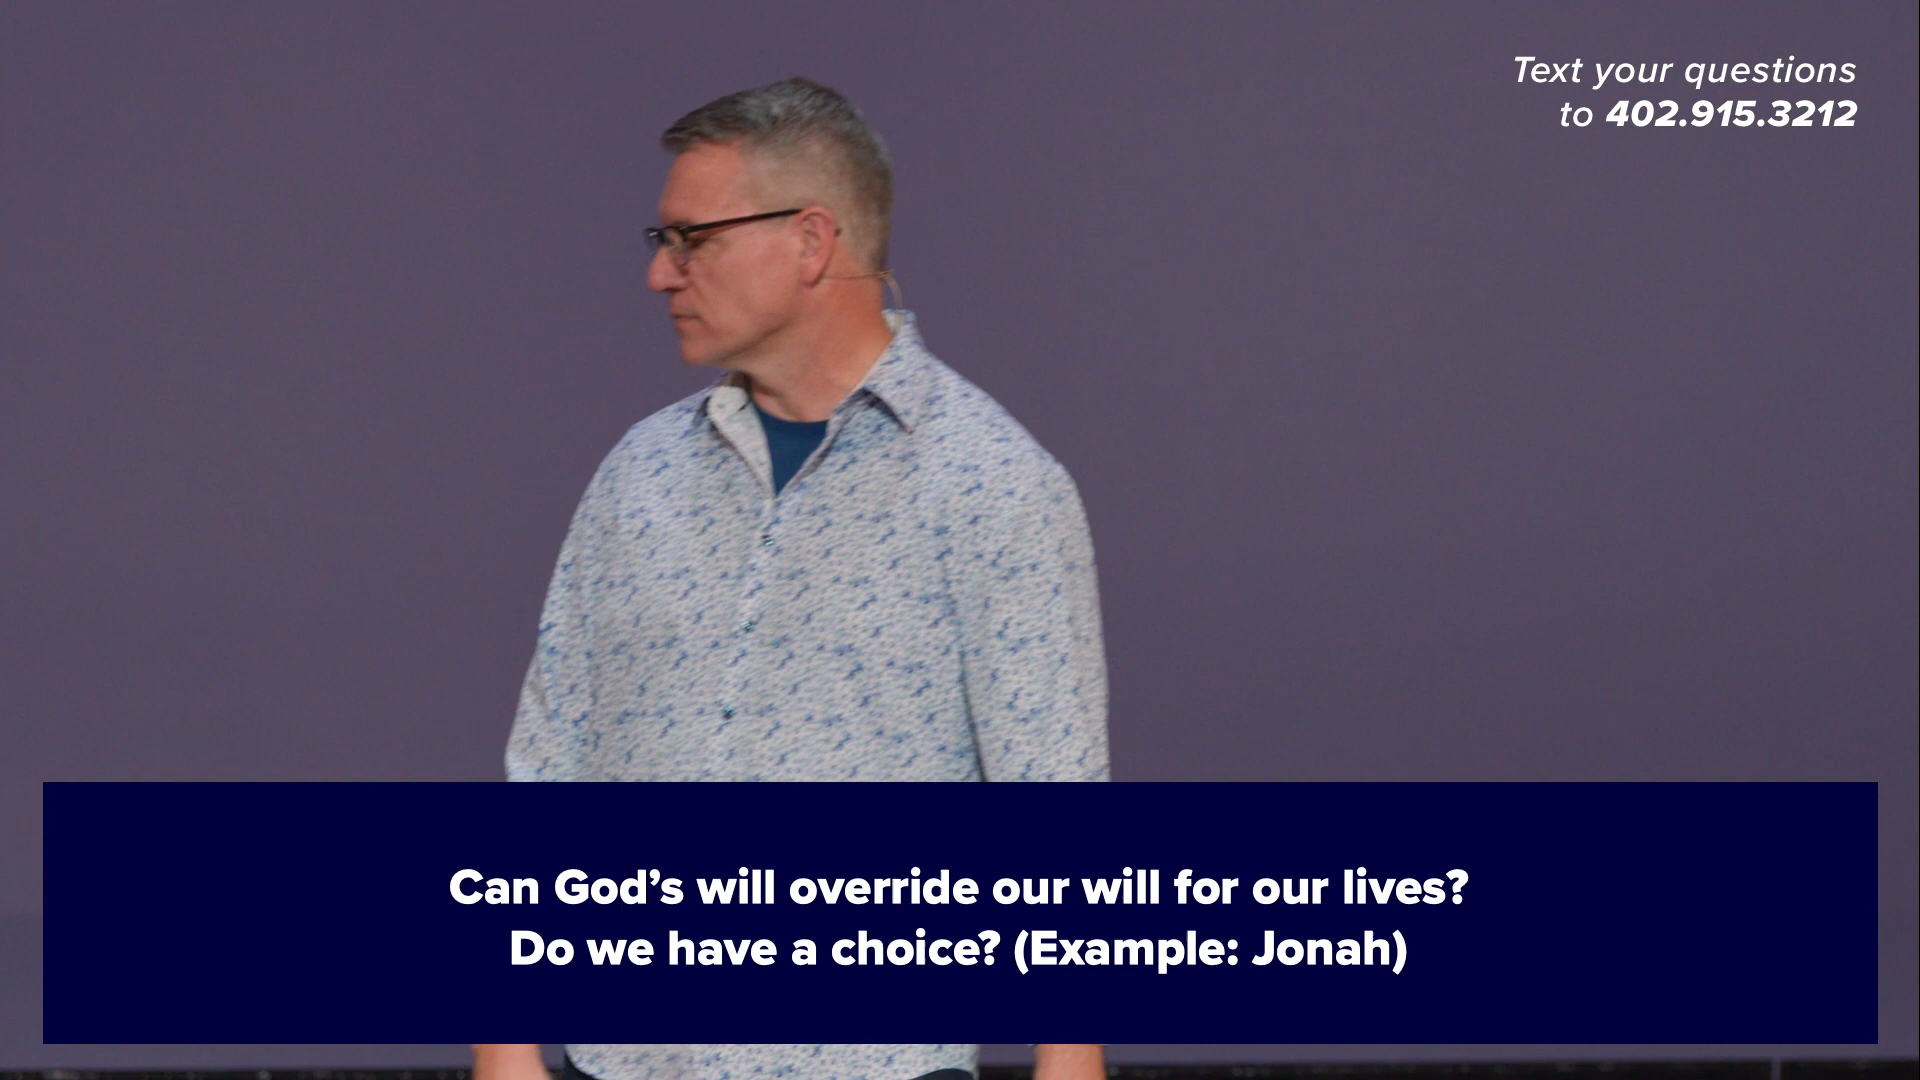 Text your questions
to 402.915.3212
Can God’s will override our will for our lives?
Do we have a choice? (Example: Jonah)